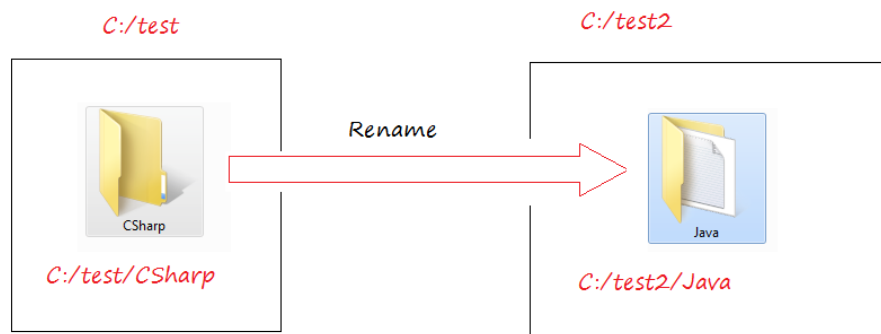 C:/test
C:/test2
Rename
CSharp
Java
C:/test/CSharp
C:/test2/Java